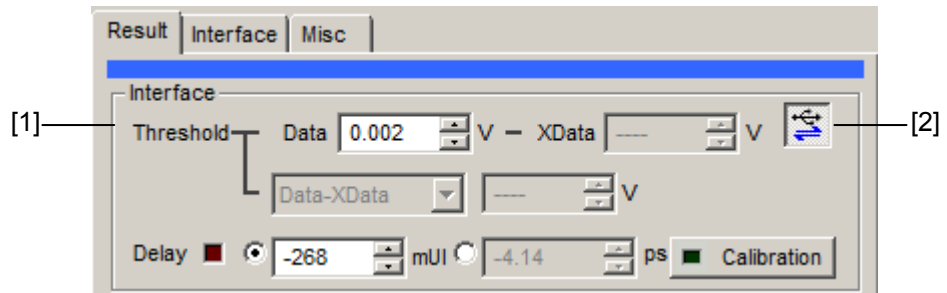 Result Interface Misc
Interface
[1] Threshold Data 0.002 V – XData ---- V [2]
Data-XData ---- V
Delay -268 mUI -4.14 ps Calibration